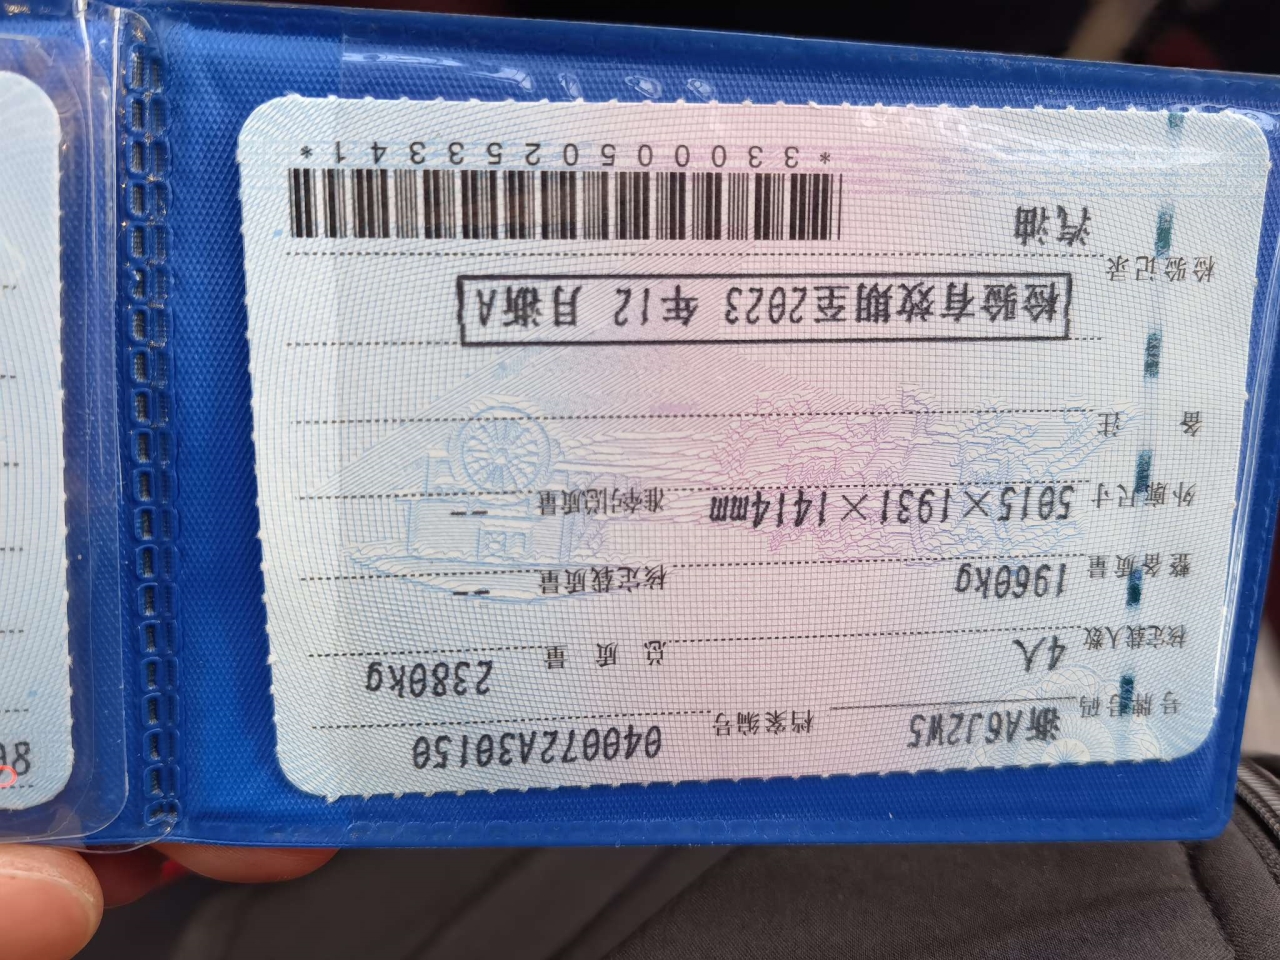 号牌号码 浙A6J2W5 档案编号 040072A30150
核定载人数 4人 总质量 2380kg
整备质量 1960kg 核定载质量 --
外廓尺寸 5015×1931×1414mm 准牵引总质量 --
备注
检验有效期至2023 年12 月浙A
检验记录
汽油
*3300050253341*